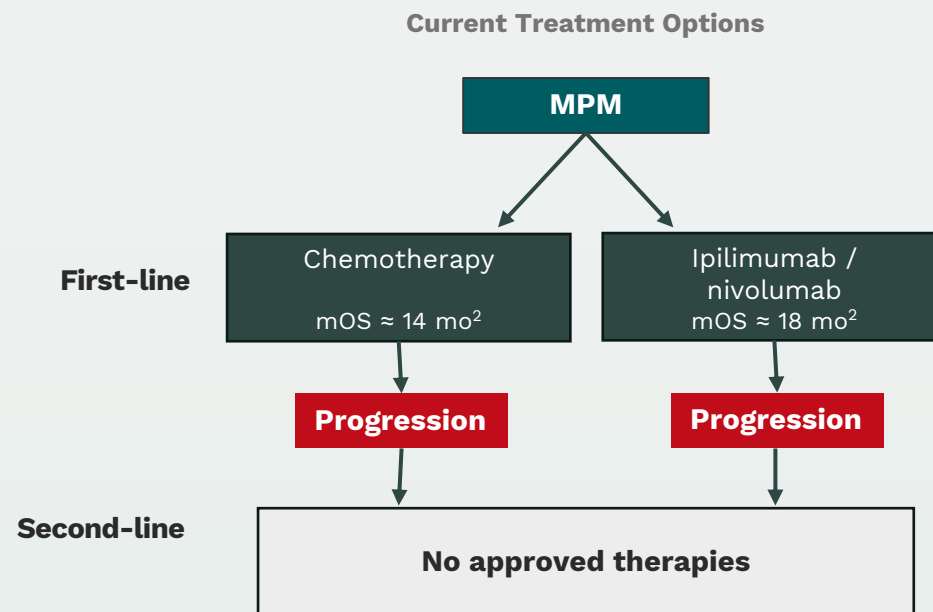 Current Treatment Options
MPM
First-line
Chemotherapy
mOS ≈ 14 mo²
Ipilimumab /
nivolumab
mOS ≈ 18 mo²
Progression
Progression
Second-line
No approved therapies